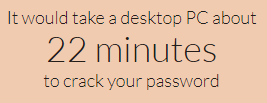 It would take a desktop PC about
22 minutes
to crack your password